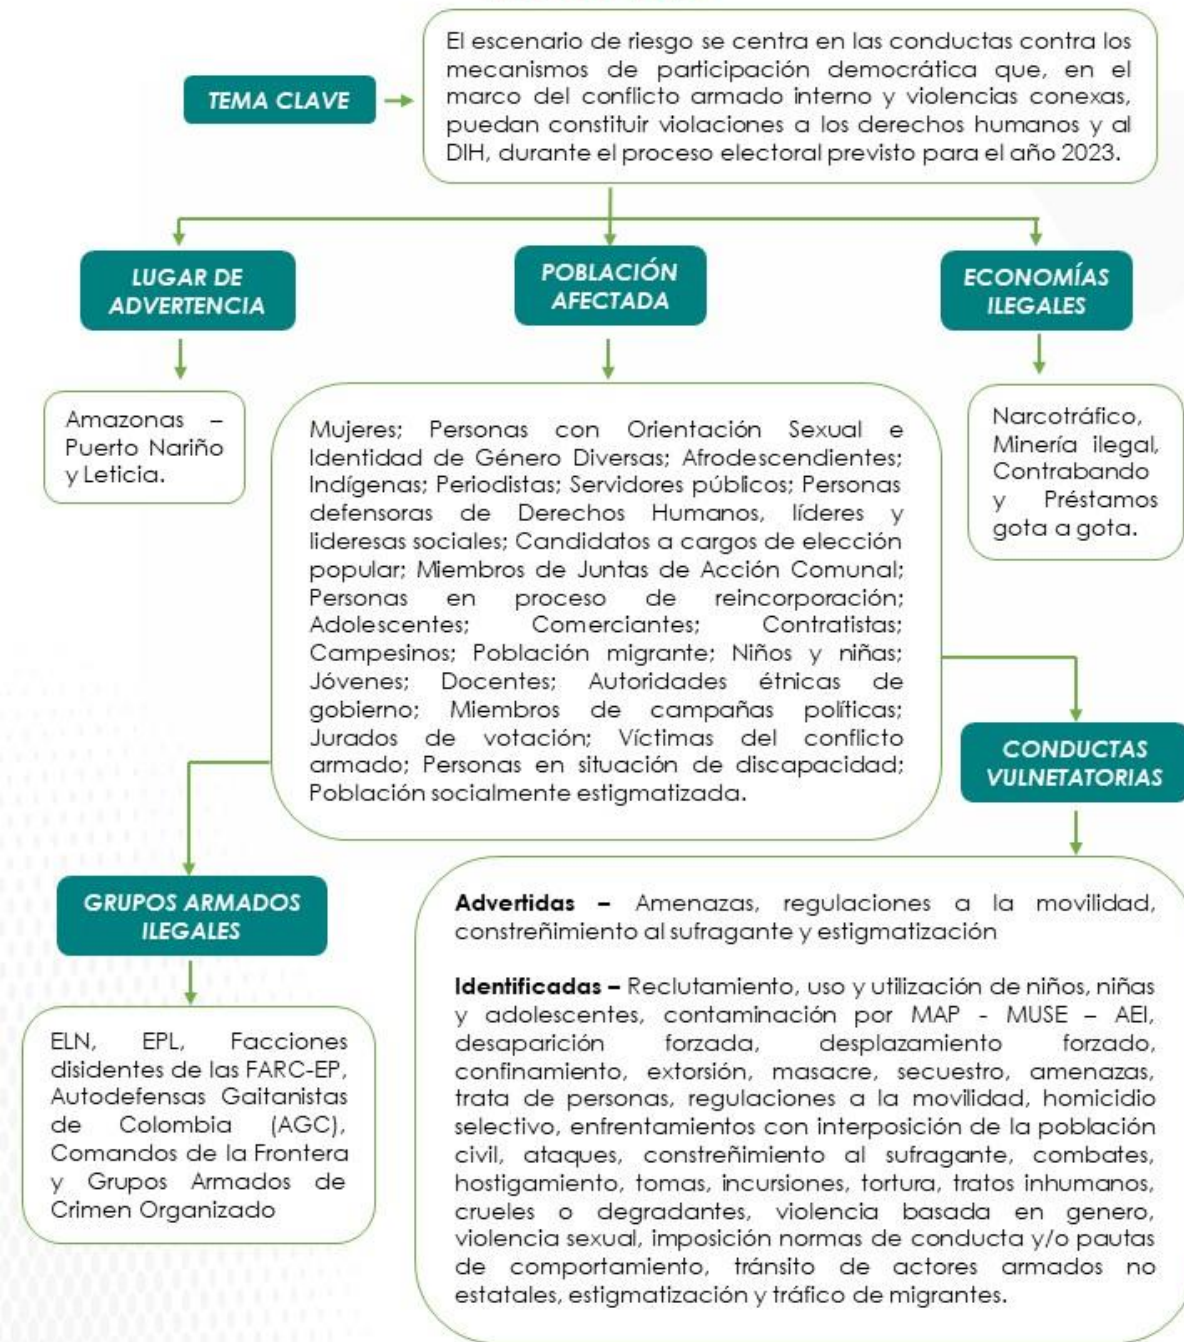 TEMA CLAVE
El escenario de riesgo se centra en las conductas contra los
mecanismos de participación democrática que, en el
marco del conflicto armado interno y violencias conexas,
puedan constituir violaciones a los derechos humanos y al
DIH, durante el proceso electoral previsto para el año 2023.
LUGAR DE
ADVERTENCIA
POBLACIÓN
AFECTADA
ECONOMÍAS
ILEGALES
Amazonas –
Puerto Nariño
y Leticia.
Mujeres; Personas con Orientación Sexual e
Identidad de Género Diversas; Afrodescendientes;
Indígenas; Periodistas; Servidores públicos; Personas
defensoras de Derechos Humanos, líderes y
lideresas sociales; Candidatos a cargos de elección
popular; Miembros de Juntas de Acción Comunal;
Personas en proceso de reincorporación;
Adolescentes; Comerciantes; Contratistas;
Campesinos; Población migrante; Niños y niñas;
Jóvenes; Docentes; Autoridades étnicas de
gobierno; Miembros de campañas políticas;
Jurados de votación; Víctimas del conflicto
armado; Personas en situación de discapacidad;
Población socialmente estigmatizada.
Narcotráfico,
Minería ilegal,
Contrabando
y Préstamos
gota a gota.
CONDUCTAS
VULNETATORIAS
GRUPOS ARMADOS
ILEGALES
ELN, EPL, Facciones
disidentes de las FARC-EP,
Autodefensas Gaitanistas
de Colombia (AGC),
Comandos de la Frontera
y Grupos Armados de
Crimen Organizado
Advertidas – Amenazas, regulaciones a la movilidad,
constreñimiento al sufragante y estigmatización
Identificadas – Reclutamiento, uso y utilización de niños, niñas
y adolescentes, contaminación por MAP - MUSE – AEI,
desaparición forzada, desplazamiento forzado,
confinamiento, extorsión, masacre, secuestro, amenazas,
trata de personas, regulaciones a la movilidad, homicidio
selectivo, enfrentamientos con interposición de la población
civil, ataques, constreñimiento al sufragante, combates,
hostigamiento, tomas, incursiones, tortura, tratos inhumanos,
crueles o degradantes, violencia basada en genero,
violencia sexual, imposición normas de conducta y/o pautas
de comportamiento, tránsito de actores armados no
estatales, estigmatización y tráfico de migrantes.